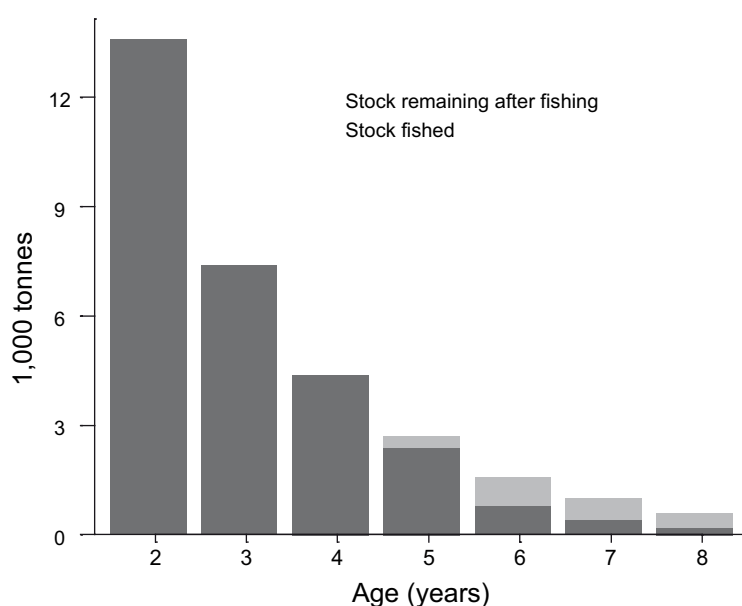 12
9
6
3
0
1,000 tonnes
Stock remaining after fishing
Stock fished
2 3 4 5 6 7 8
Age (years)